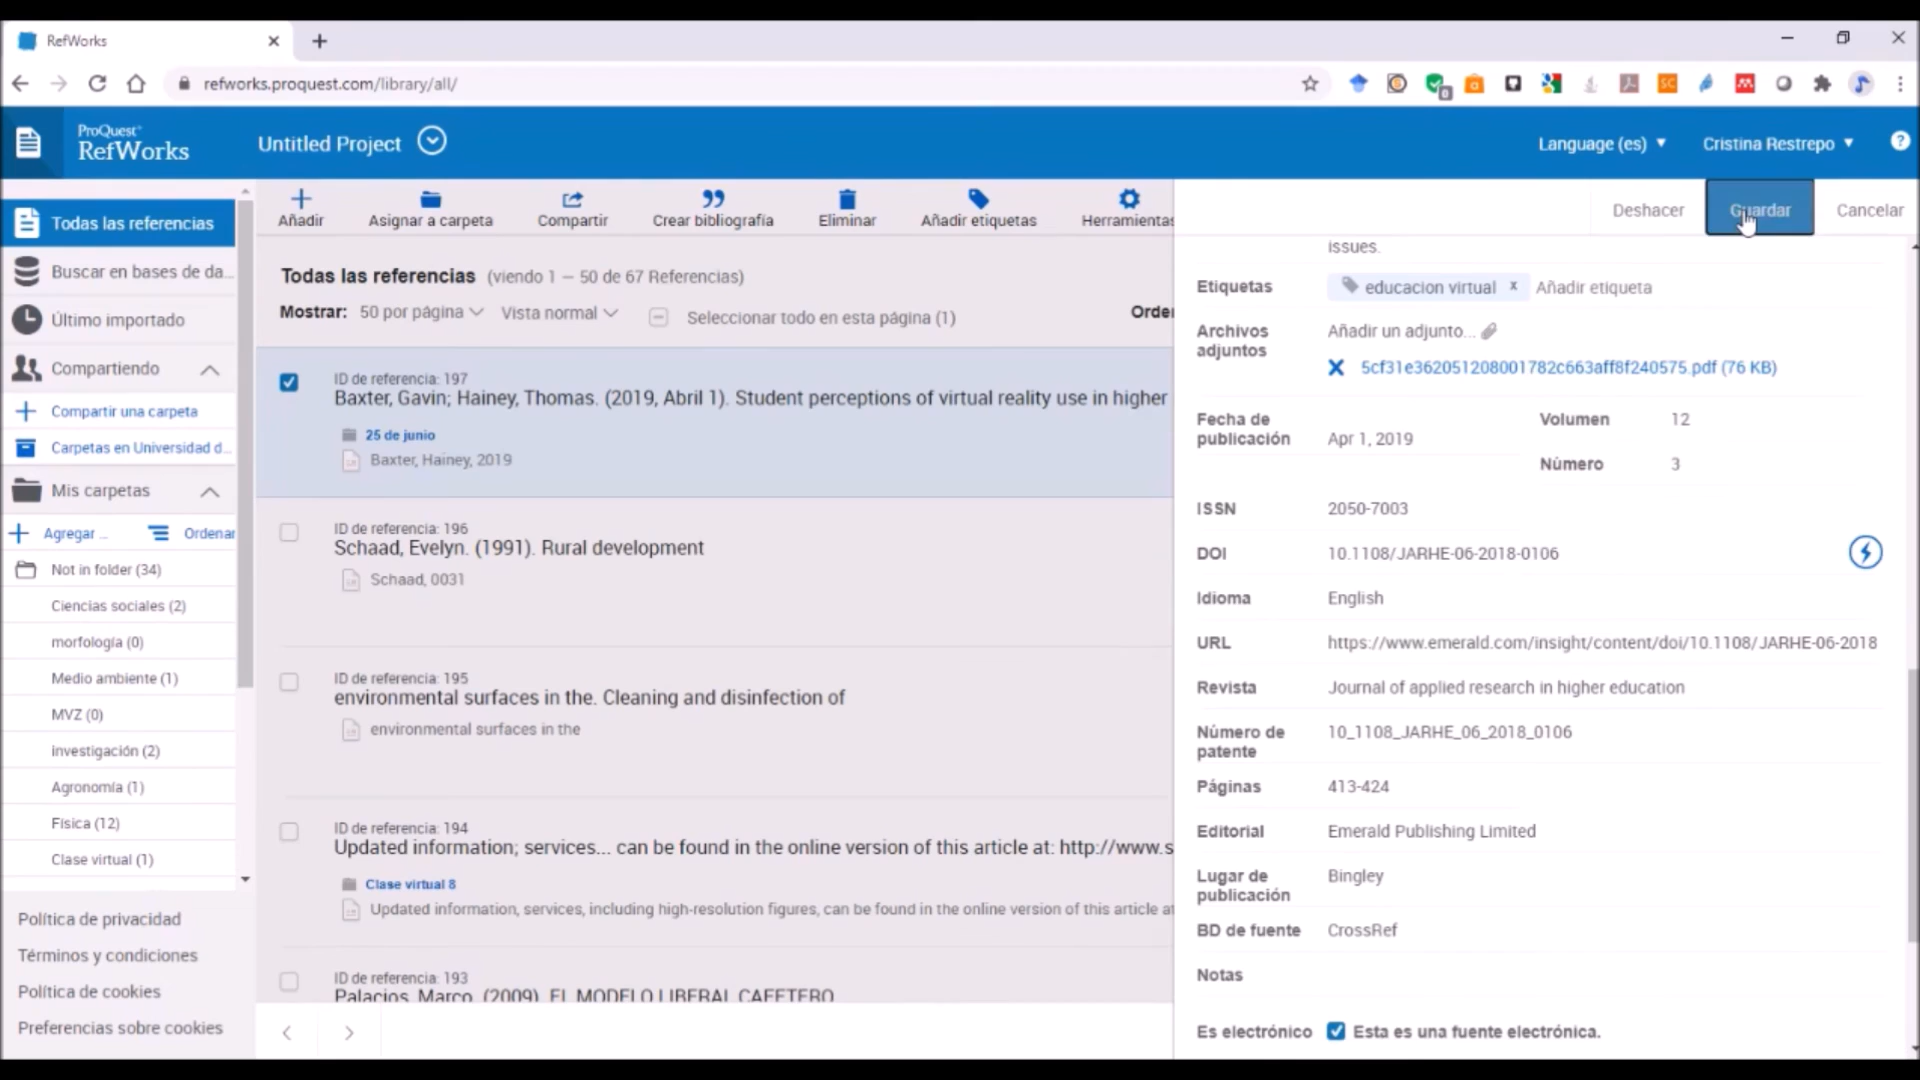 RefWorks
refworks.proquest.com/library/all/
ProQuest
RefWorks
Untitled Project
Language (es)
Cristina Restrepo
Todas las referencias
Buscar en bases de da...
Último importado
Compartiendo
Compartir una carpeta
Carpetas en Universidad d...
Mis carpetas
Agregar ...
Ordenar
Not in folder (34)
Ciencias sociales (2)
morfología (0)
Medio ambiente (1)
MVZ (0)
investigación (2)
Agronomía (1)
Física (12)
Clase virtual (1)
Política de privacidad
Términos y condiciones
Política de cookies
Preferencias sobre cookies
Añadir
Asignar a carpeta
Compartir
Crear bibliografía
Eliminar
Añadir etiquetas
Herramientas
Todas las referencias (viendo 1 — 50 de 67 Referencias)
Mostrar: 50 por página Vista normal Seleccionar todo en esta página (1)
ID de referencia: 197
Baxter, Gavin; Hainey, Thomas. (2019, Abril 1). Student perceptions of virtual reality use in higher
25 de junio
Baxter, Hainey, 2019
ID de referencia: 196
Schaad, Evelyn. (1991). Rural development
Schaad, 0031
ID de referencia: 195
environmental surfaces in the. Cleaning and disinfection of
environmental surfaces in the
ID de referencia: 194
Updated information; services... can be found in the online version of this article at: http://www.s
Clase virtual 8
Updated information, services, including high-resolution figures, can be found in the online version of this article at
ID de referencia: 193
Palacios, Marco. (2009). EL MODELO LIBERAL CAFETERO
Deshacer
Guardar
Cancelar
issues.
Etiquetas educacion virtual x Añadir etiqueta
Archivos adjuntos Añadir un adjunto...
5cf31e362051208001782c663aff8f240575.pdf (76 KB)
Fecha de publicación Apr 1, 2019
Volumen 12
Número 3
ISSN 2050-7003
DOI 10.1108/JARHE-06-2018-0106
Idioma English
URL https://www.emerald.com/insight/content/doi/10.1108/JARHE-06-2018
Revista Journal of applied research in higher education
Número de patente 10_1108_JARHE_06_2018_0106
Páginas 413-424
Editorial Emerald Publishing Limited
Lugar de publicación Bingley
BD de fuente CrossRef
Notas
Es electrónico Esta es una fuente electrónica.